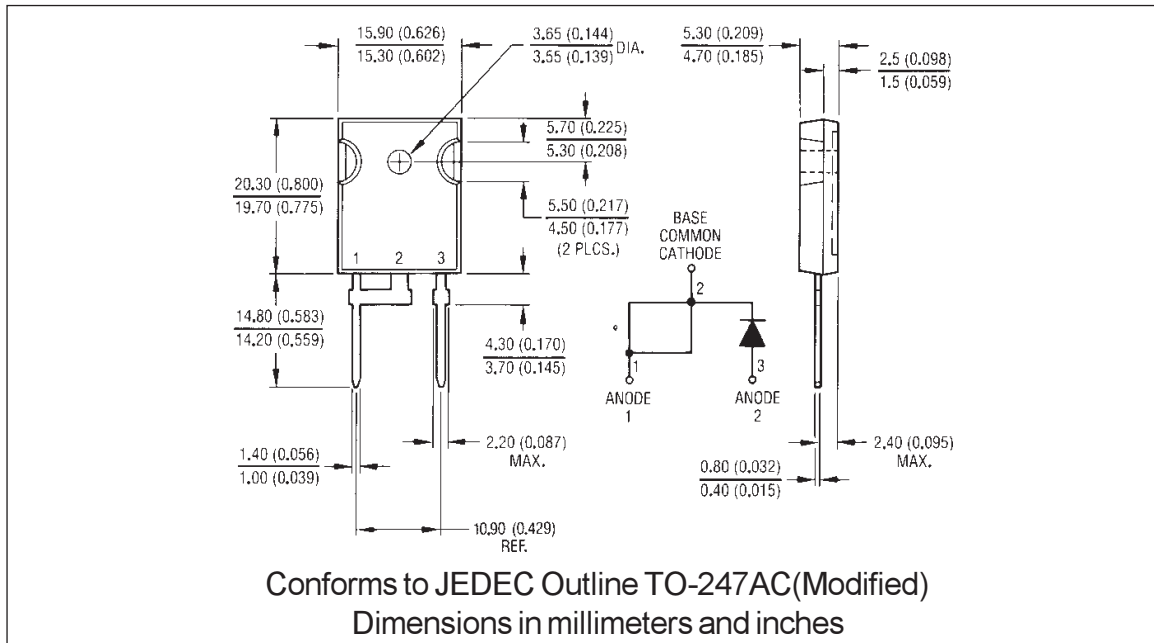 15.90 (0.626)
15.30 (0.602)
3.65 (0.144)
3.55 (0.139)
DIA.
5.30 (0.209)
4.70 (0.185)
2.5 (0.098)
1.5 (0.059)
5.70 (0.225)
5.30 (0.208)
20.30 (0.800)
19.70 (0.775)
5.50 (0.217)
4.50 (0.177)
(2 PLCS.)
BASE
COMMON
CATHODE
1 2 3
2
14.80 (0.583)
14.20 (0.559)
4.30 (0.170)
3.70 (0.145)
1
3
ANODE
1
ANODE
2
1.40 (0.056)
1.00 (0.039)
2.20 (0.087)
MAX.
2.40 (0.095)
MAX.
0.80 (0.032)
0.40 (0.015)
10.90 (0.429)
REF.
Conforms to JEDEC Outline TO-247AC(Modified)
Dimensions in millimeters and inches